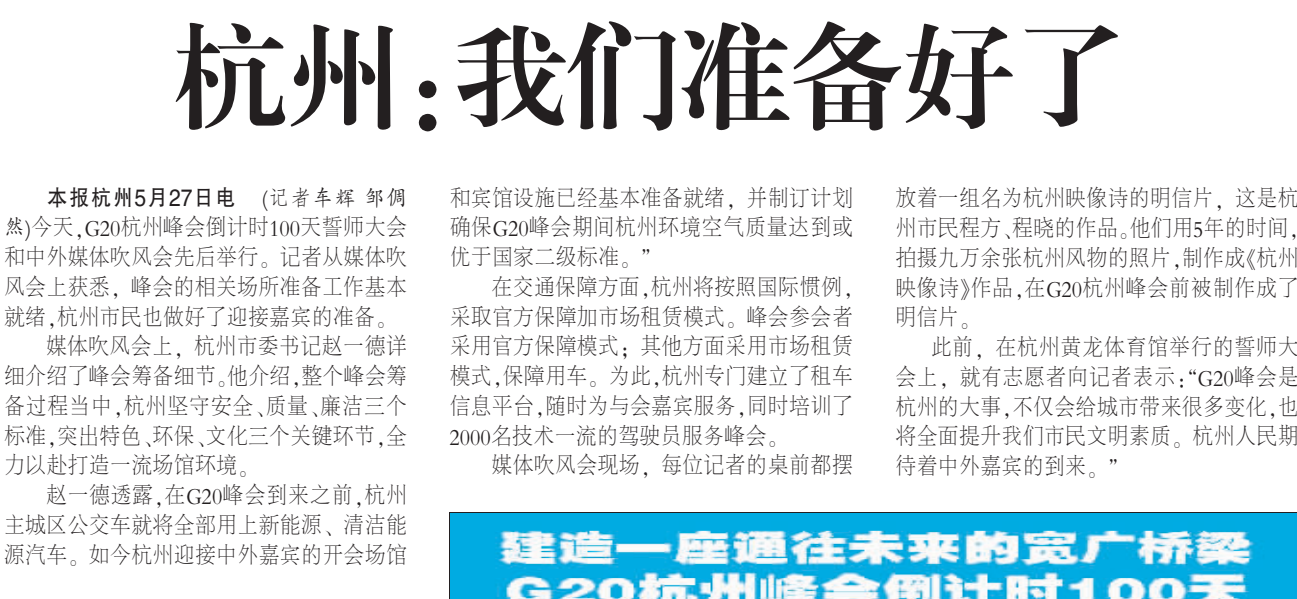 杭州：我们准备好了
本报杭州5月27日电 (记者车辉 邹倜
然)今天,G20杭州峰会倒计时100天誓师大会
和中外媒体吹风会先后举行。记者从媒体吹
风会上获悉，峰会的相关场所准备工作基本
就绪,杭州市民也做好了迎接嘉宾的准备。
媒体吹风会上，杭州市委书记赵一德详
细介绍了峰会筹备细节。他介绍,整个峰会筹
备过程当中,杭州坚守安全、质量、廉洁三个
标准,突出特色、环保、文化三个关键环节,全
力以赴打造一流场馆环境。
赵一德透露,在G20峰会到来之前,杭州
主城区公交车就将全部用上新能源、清洁能
源汽车。如今杭州迎接中外嘉宾的开会场馆
和宾馆设施已经基本准备就绪，并制订计划
确保G20峰会期间杭州环境空气质量达到或
优于国家二级标准。”
在交通保障方面,杭州将按照国际惯例，
采取官方保障加市场租赁模式。峰会参会者
采用官方保障模式；其他方面采用市场租赁
模式,保障用车。为此,杭州专门建立了租车
信息平台,随时为与会嘉宾服务,同时培训了
2000名技术一流的驾驶员服务峰会。
媒体吹风会现场，每位记者的桌前都摆
放着一组名为杭州映像诗的明信片，这是杭
州市民程方、程晓的作品。他们用5年的时间，
拍摄九万余张杭州风物的照片,制作成《杭州
映像诗》作品,在G20杭州峰会前被制作成了
明信片。
此前，在杭州黄龙体育馆举行的誓师大
会上，就有志愿者向记者表示：“G20峰会是
杭州的大事,不仅会给城市带来很多变化,也
将全面提升我们市民文明素质。杭州人民期
待着中外嘉宾的到来。”
建造一座通往未来的宽广桥梁
G20杭州峰会倒计时100天